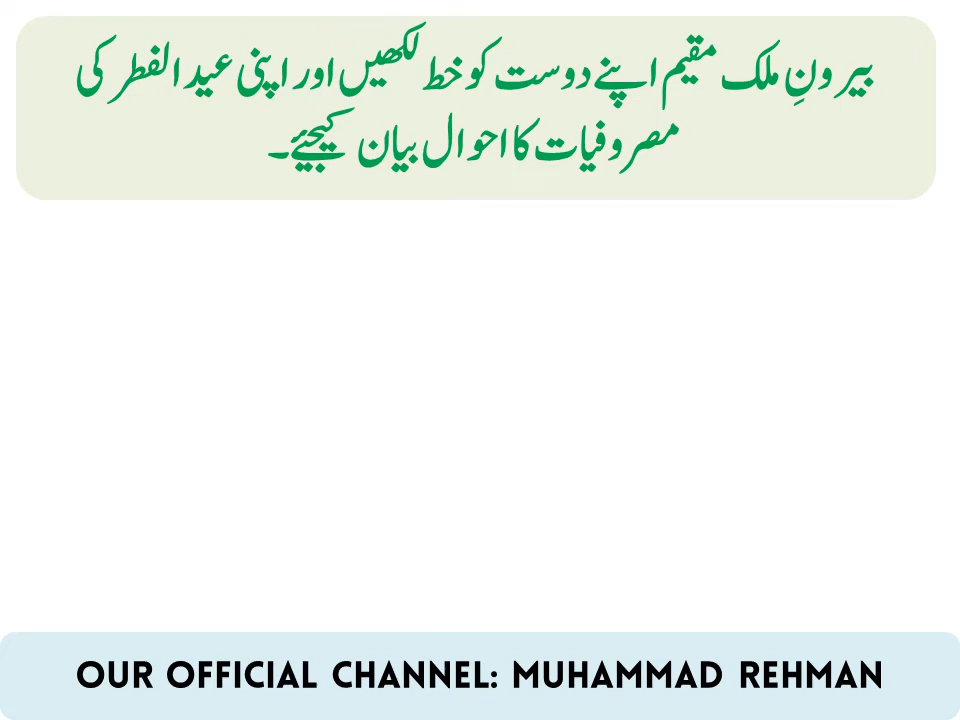 بیرونِ ملک مقیم اپنے دوست کو خط لکھیں اور اپنی عید الفطر کی
مصروفیات کا احوال بیان کیجیئے۔
OUR OFFICIAL CHANNEL: MUHAMMAD REHMAN